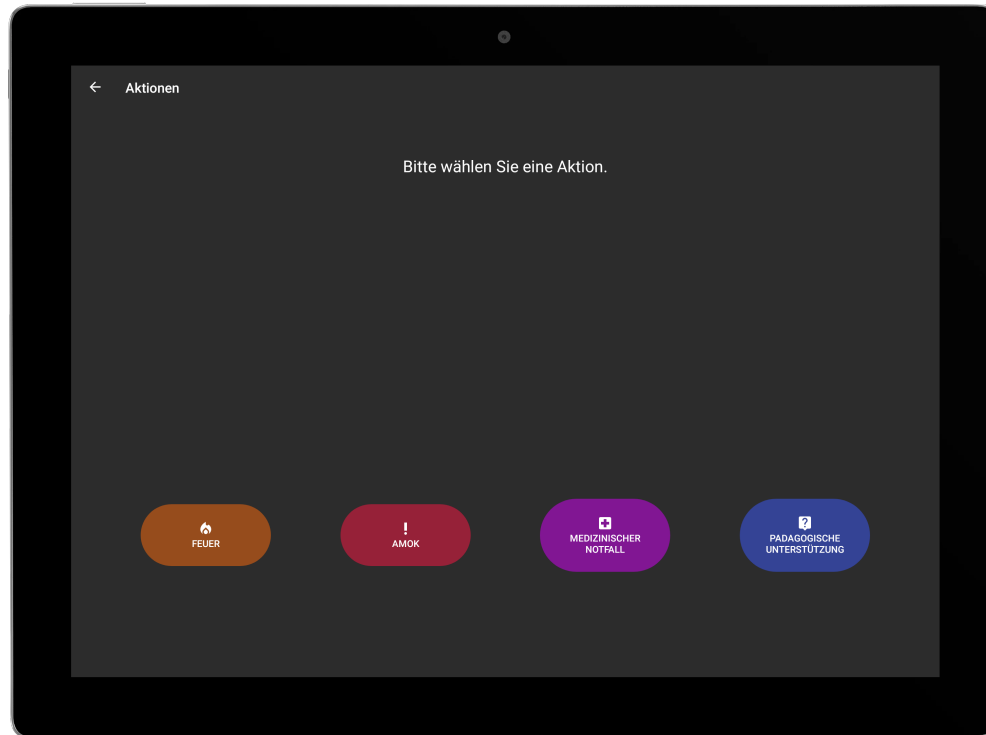 Aktionen
Bitte wählen Sie eine Aktion.
FEUER
AMOK
MEDIZINISCHER
NOTFALL
PADAGOGISCHE
UNTERSTÜTZUNG